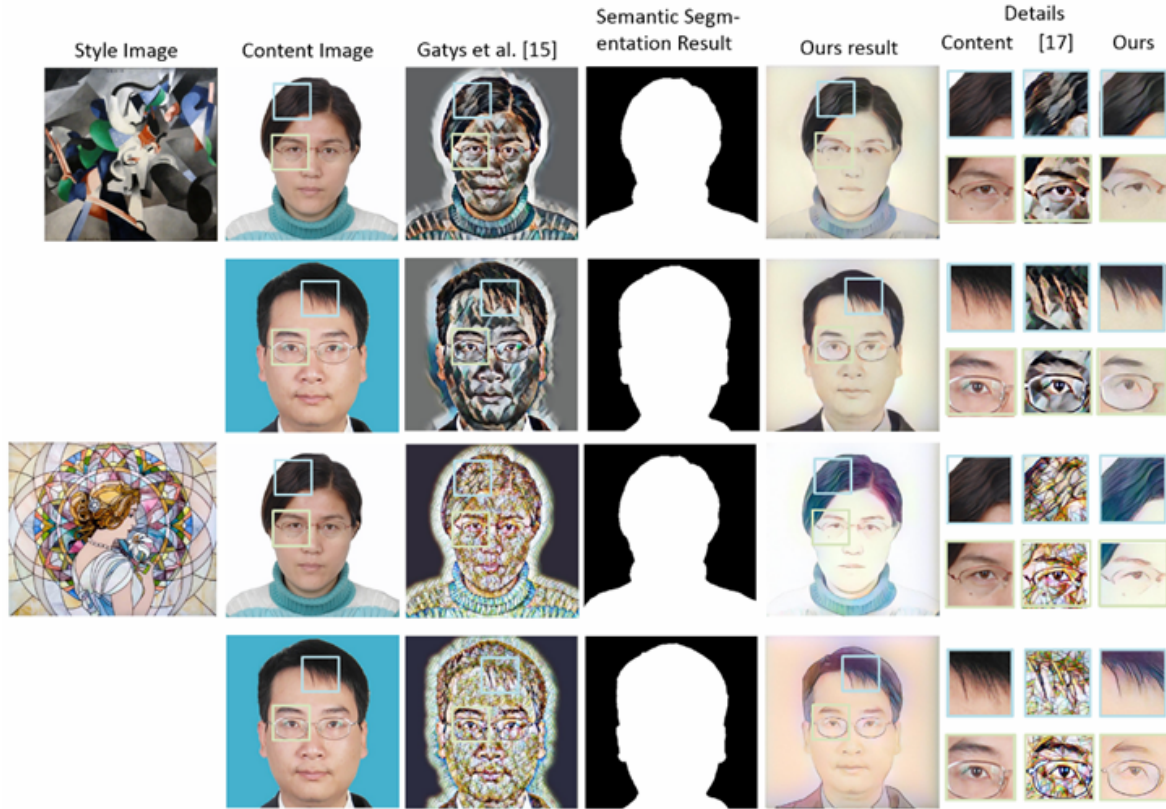 Style Image
Content Image
Gatys et al. [15]
Semantic Segm-
entation Result
Ours result
Details
Content
[17]
Ours